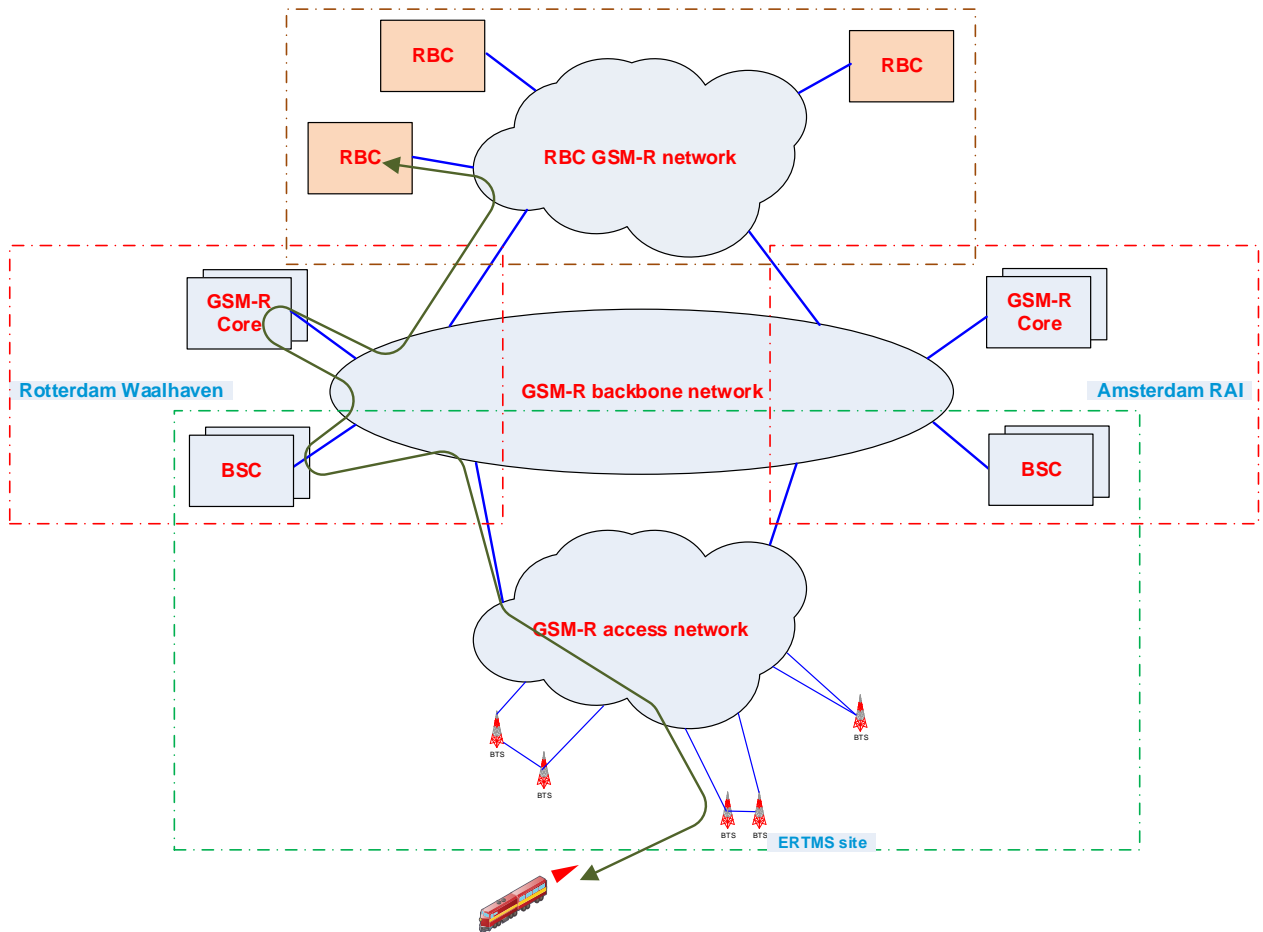 RBC
RBC
RBC
RBC GSM-R network
GSM-R
Core
GSM-R
Core
Rotterdam Waalhaven
GSM-R backbone network
Amsterdam RAI
BSC
BSC
GSM-R access network
BTS
BTS
BTS
BTS
BTS
ERTMS site